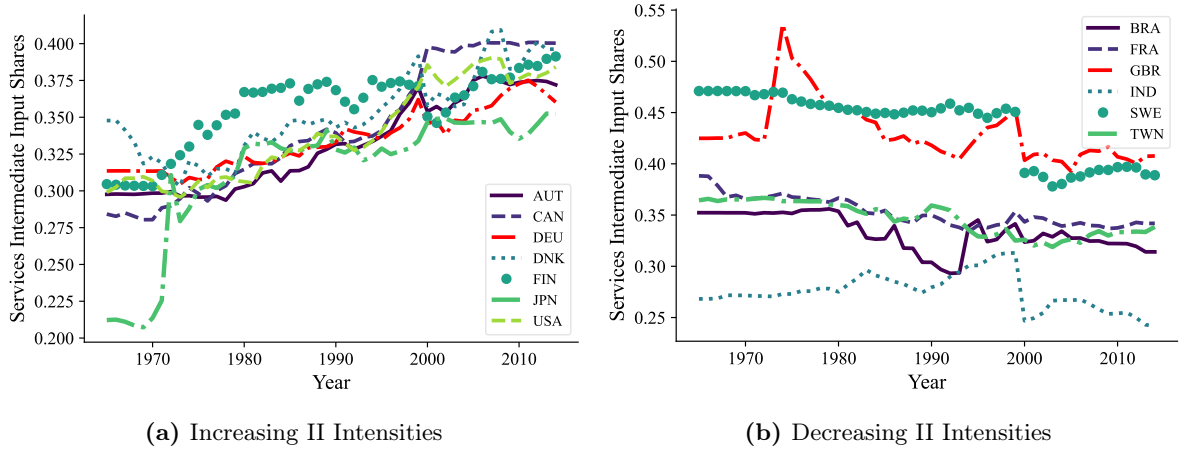 Services Intermediate Input Shares
0.400
0.375
0.350
0.325
0.300
0.275
0.250
0.225
0.200
1970
1980
1990
2000
2010
Year
AUT
CAN
DEU
DNK
FIN
JPN
USA
(a) Increasing II Intensities
Services Intermediate Input Shares
0.55
0.50
0.45
0.40
0.35
0.30
0.25
1970
1980
1990
2000
2010
Year
BRA
FRA
GBR
IND
SWE
TWN
(b) Decreasing II Intensities